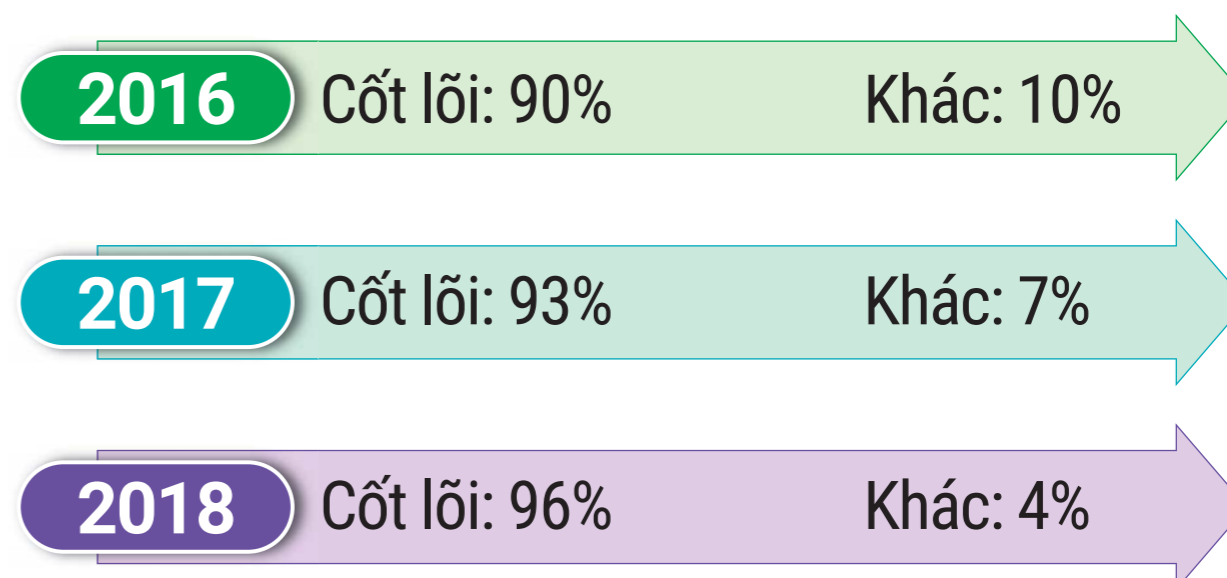 2016 Cốt lõi: 90% Khác: 10%
2017 Cốt lõi: 93% Khác: 7%
2018 Cốt lõi: 96% Khác: 4%